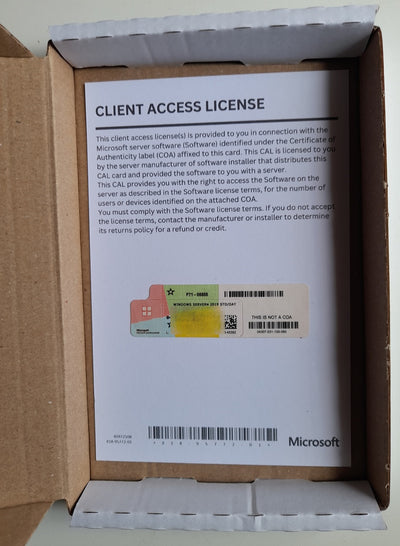 CLIENT ACCESS LICENSE
This client access license(s) is provided to you in connection with the
Microsoft server software (Software) identified under the Certificate of
Authenticity label (COA) affixed to this card. This CAL is licensed to you
by the server manufacturer of software installer that distributes this
CAL card and provided the software to you with a server.
This CAL provides you with the right to access the Software on the
server as described in the Software license terms, for the number of
users or devices identified on the attached COA.
You must comply with the Software license terms. If you do not accept
the license terms, contact the manufacturer or installer to determine
its returns policy for a refund or credit.
WINDOWS SERVER 2019 STD/DAT
THIS IS NOT A COA
Microsoft
Microsoft